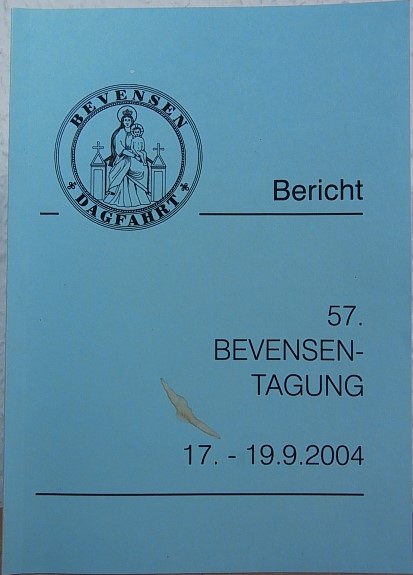 BEVENSEN
DAGFAHRT
Bericht
57.
BEVENSEN-
TAGUNG
17. - 19.9.2004